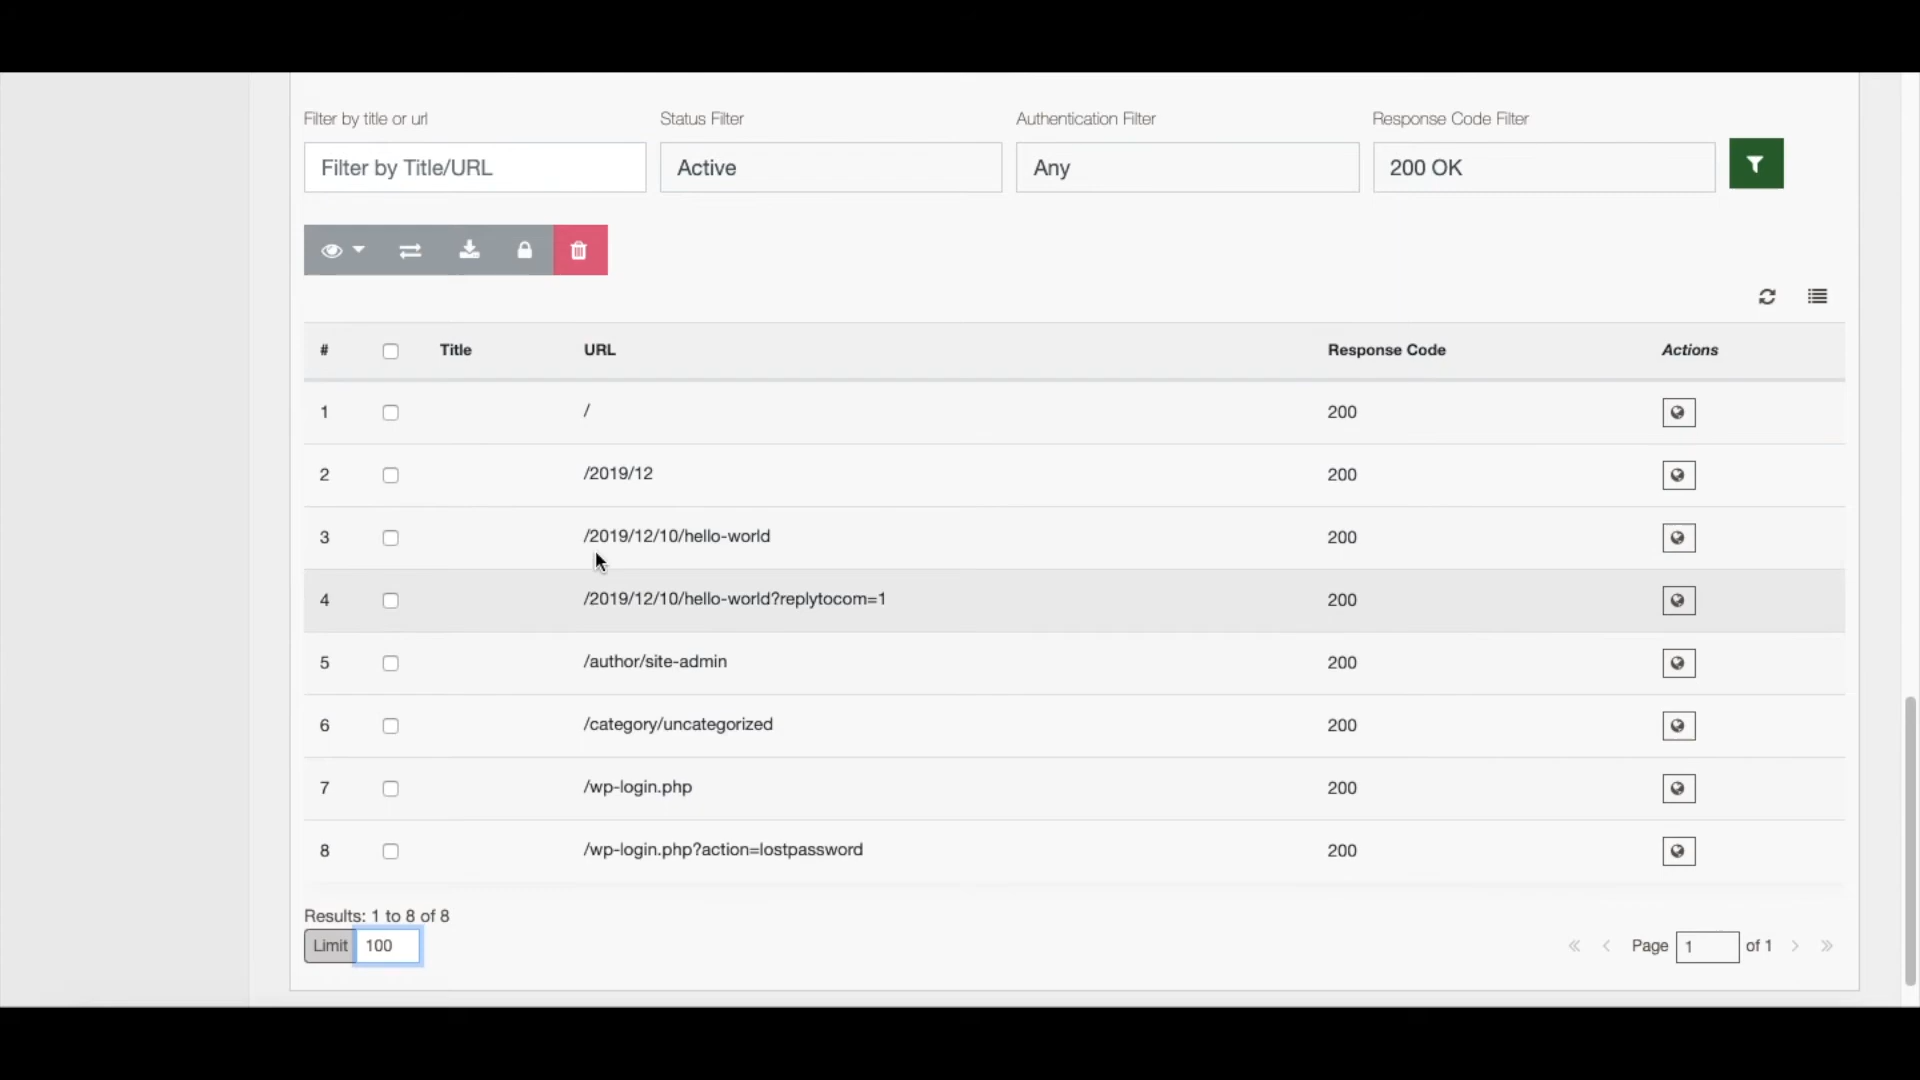 Filter by title or url Status Filter Authentication Filter Response Code Filter
Filter by Title/URL Active Any 200 OK
# Title URL Response Code Actions
1 / 200
2 /2019/12 200
3 /2019/12/10/hello-world 200
4 /2019/12/10/hello-world?replytocom=1 200
5 /author/site-admin 200
6 /category/uncategorized 200
7 /wp-login.php 200
8 /wp-login.php?action=lostpassword 200
Results: 1 to 8 of 8
Limit 100 « ‹ Page 1 of 1 › »